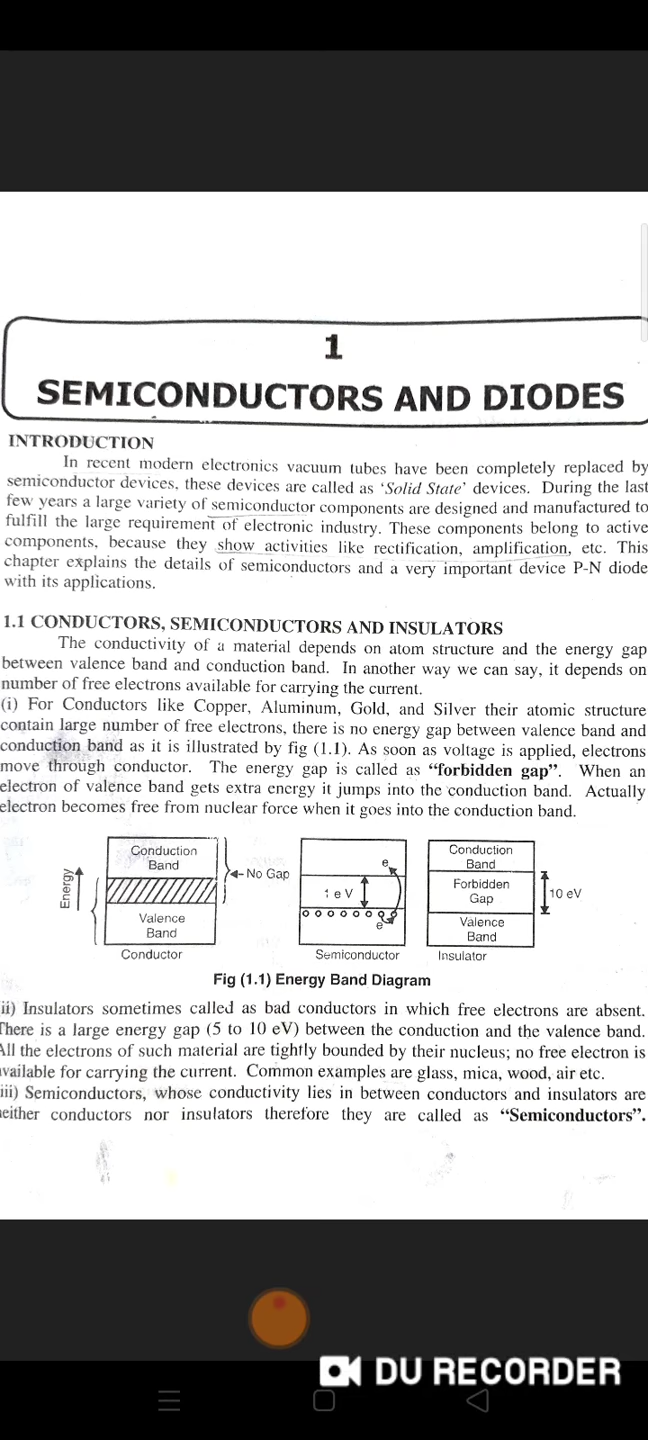 1
SEMICONDUCTORS AND DIODES
INTRODUCTION
In recent modern electronics vacuum tubes have been completely replaced by
semiconductor devices, these devices are called as ‘Solid State’ devices. During the last
few years a large variety of semiconductor components are designed and manufactured to
fulfill the large requirement of electronic industry. These components belong to active
components, because they show activities like rectification, amplification, etc. This
chapter explains the details of semiconductors and a very important device P-N diode
with its applications.
1.1 CONDUCTORS, SEMICONDUCTORS AND INSULATORS
The conductivity of a material depends on atom structure and the energy gap
between valence band and conduction band. In another way we can say, it depends on
number of free electrons available for carrying the current.
(i) For Conductors like Copper, Aluminum, Gold, and Silver their atomic structure
contain large number of free electrons, there is no energy gap between valence band and
conduction band as it is illustrated by fig (1.1). As soon as voltage is applied, electrons
move through conductor. The energy gap is called as “forbidden gap”. When an
electron of valence band gets extra energy it jumps into the conduction band. Actually
electron becomes free from nuclear force when it goes into the conduction band.
Energy
Conduction
Band
No Gap
Valence
Band
Conductor
e
1 e V
e
Semiconductor
Conduction
Band
Forbidden
Gap
10 eV
Valence
Band
Insulator
Fig (1.1) Energy Band Diagram
ii) Insulators sometimes called as bad conductors in which free electrons are absent.
There is a large energy gap (5 to 10 eV) between the conduction and the valence band.
All the electrons of such material are tightly bounded by their nucleus; no free electron is
available for carrying the current. Common examples are glass, mica, wood, air etc.
iii) Semiconductors, whose conductivity lies in between conductors and insulators are
neither conductors nor insulators therefore they are called as “Semiconductors”.
DU RECORDER